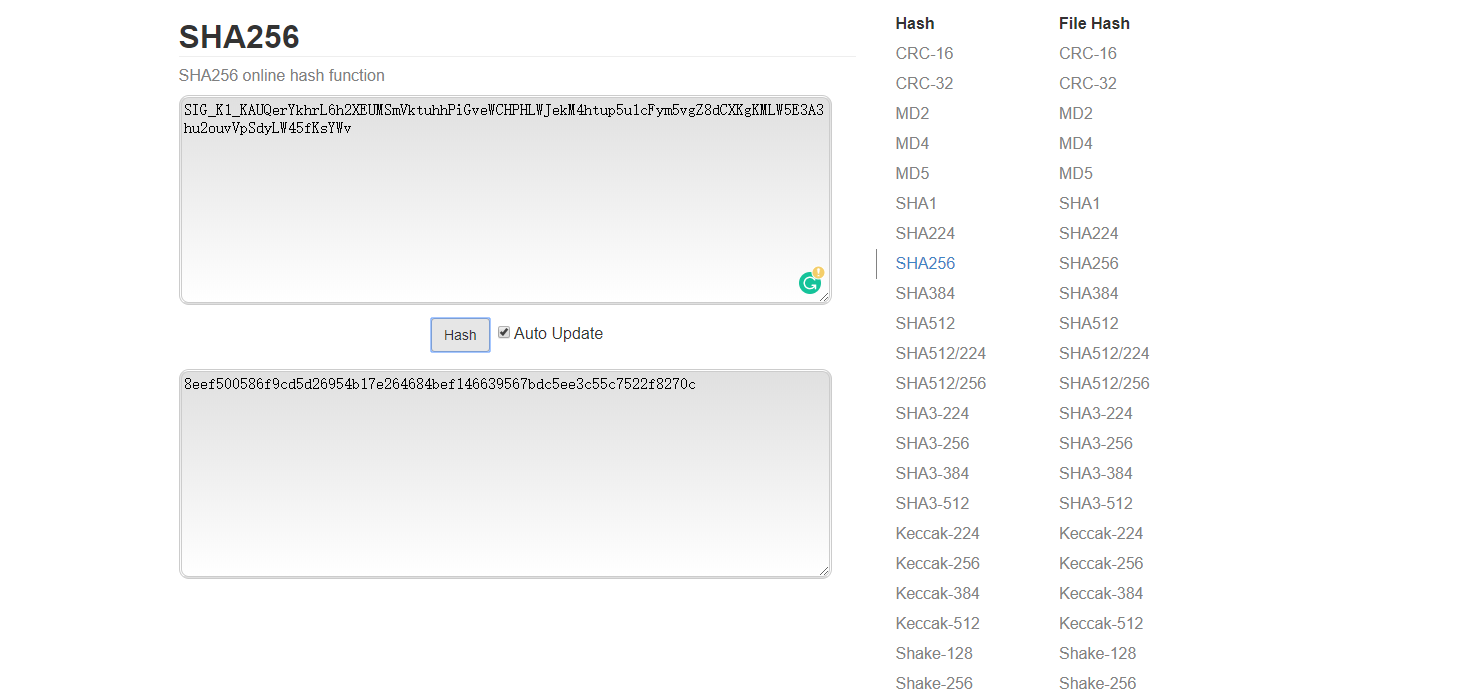 SHA256
SHA256 online hash function
SIG_K1_KAUQerYkhrL6h2XEUMSmVktuhhPiGveWCHPHLWJekM4htup5u1cFym5vgZ8dCXKgKMLW5E3A3
hu2ouvVpSdyLW45fKsYWv
Hash
Auto Update
8eef500586f9cd5d26954b17e264684bef146639567bdc5ee3c55c7522f8270c
Hash
CRC-16
CRC-32
MD2
MD4
MD5
SHA1
SHA224
SHA256
SHA384
SHA512
SHA512/224
SHA512/256
SHA3-224
SHA3-256
SHA3-384
SHA3-512
Keccak-224
Keccak-256
Keccak-384
Keccak-512
Shake-128
Shake-256
File Hash
CRC-16
CRC-32
MD2
MD4
MD5
SHA1
SHA224
SHA256
SHA384
SHA512
SHA512/224
SHA512/256
SHA3-224
SHA3-256
SHA3-384
SHA3-512
Keccak-224
Keccak-256
Keccak-384
Keccak-512
Shake-128
Shake-256